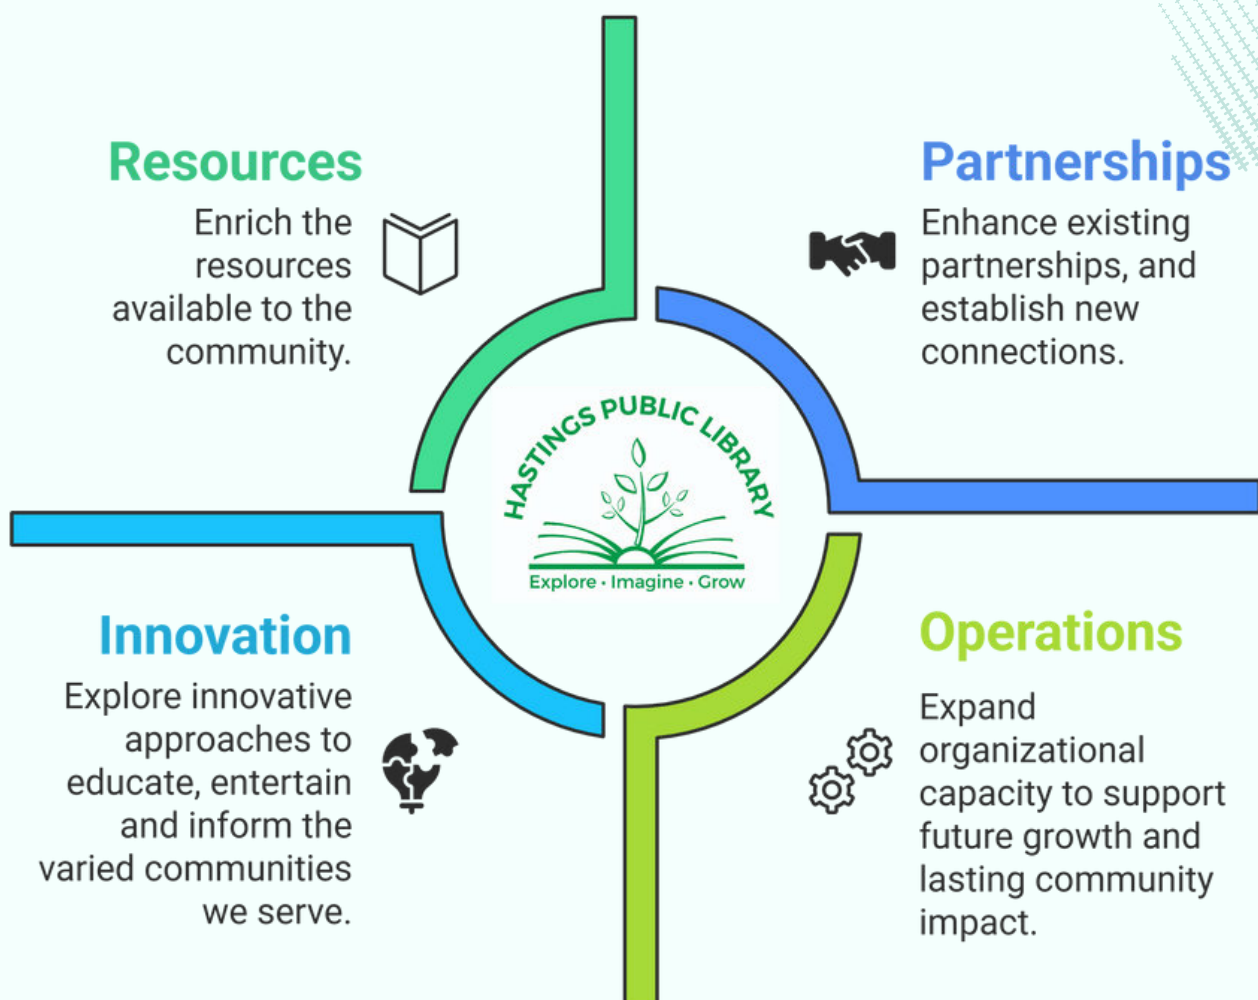 Resources
Enrich the
resources
available to the
community.
Partnerships
Enhance existing
partnerships, and
establish new
connections.
HASTINGS PUBLIC LIBRARY
Explore · Imagine · Grow
Innovation
Explore innovative
approaches to
educate, entertain
and inform the
varied communities
we serve.
Operations
Expand
organizational
capacity to support
future growth and
lasting community
impact.